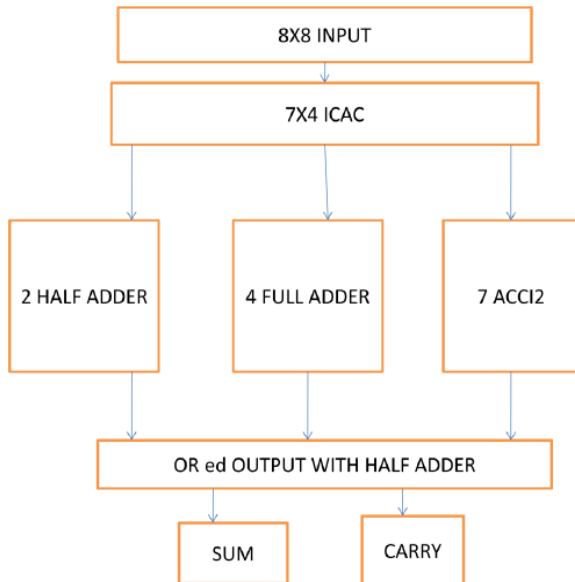 8X8 INPUT
7X4 ICAC
2 HALF ADDER
4 FULL ADDER
7 ACCI2
OR ed OUTPUT WITH HALF ADDER
SUM
CARRY